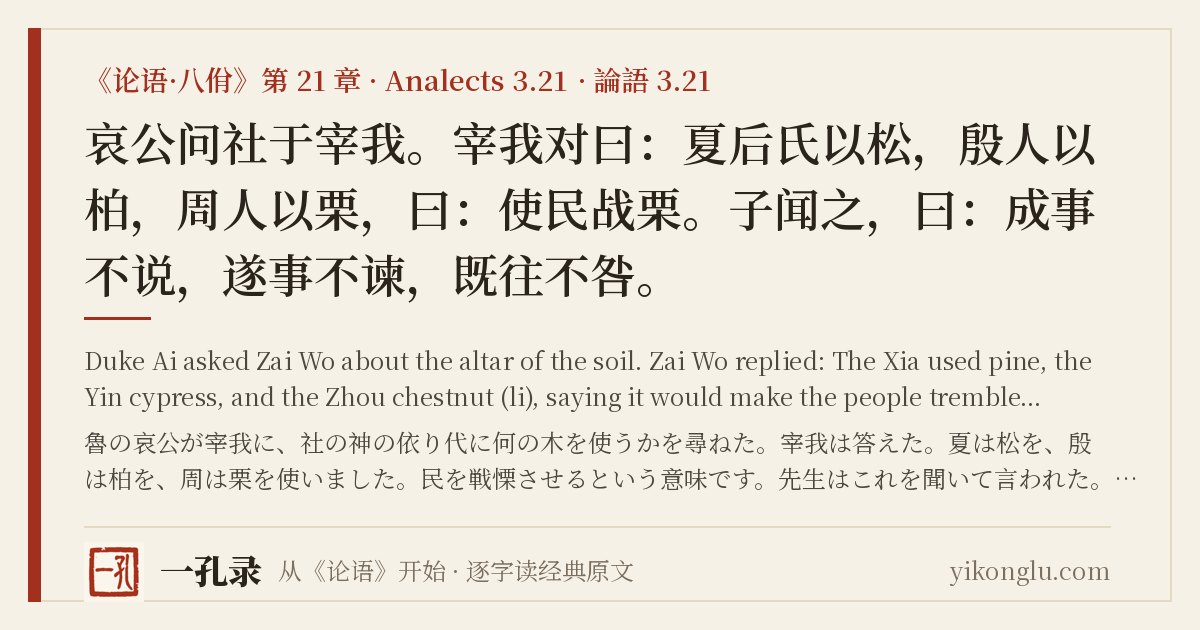 《论语·八佾》第 21 章 · Analects 3.21 · 論語 3.21
哀公问社于宰我。宰我对曰：夏后氏以松，殷人以
柏，周人以栗，曰：使民战栗。子闻之，曰：成事
不说，遂事不谏，既往不咎。
Duke Ai asked Zai Wo about the altar of the soil. Zai Wo replied: The Xia used pine, the
Yin cypress, and the Zhou chestnut (li), saying it would make the people tremble...
魯の哀公が宰我に、社の神の依り代に何の木を使うかを尋ねた。宰我は答えた。夏は松を、殷
は柏を、周は栗を使いました。民を戦慄させるという意味です。先生はこれを聞いて言われた。…
一孔
一孔录
从《论语》开始 · 逐字读经典原文
yikonglu.com